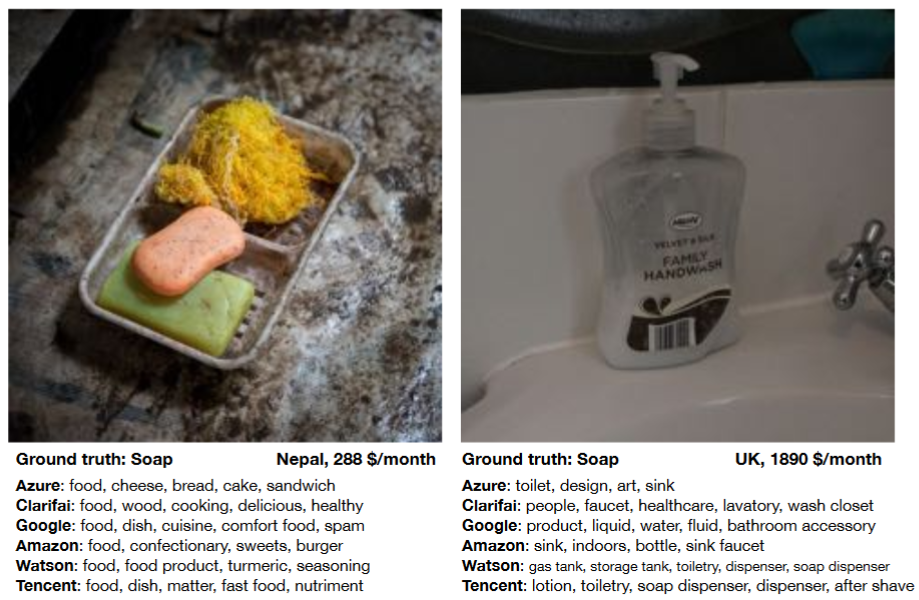 VELVET & SILK
FAMILY
HANDWASH
Ground truth: Soap
Nepal, 288 $/month
Azure: food, cheese, bread, cake, sandwich
Clarifai: food, wood, cooking, delicious, healthy
Google: food, dish, cuisine, comfort food, spam
Amazon: food, confectionary, sweets, burger
Watson: food, food product, turmeric, seasoning
Tencent: food, dish, matter, fast food, nutriment
Ground truth: Soap
UK, 1890 $/month
Azure: toilet, design, art, sink
Clarifai: people, faucet, healthcare, lavatory, wash closet
Google: product, liquid, water, fluid, bathroom accessory
Amazon: sink, indoors, bottle, sink faucet
Watson: gas tank, storage tank, toiletry, dispenser, soap dispenser
Tencent: lotion, toiletry, soap dispenser, dispenser, after shave